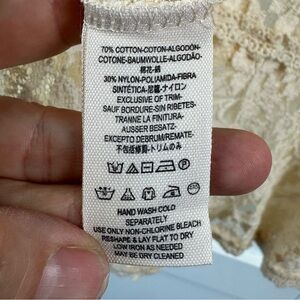 70% COTTON-COTON-ALGODÓN-
COTONE-BAUMWOLLE-ALGODÃO-
棉花-綿
30% NYLON-POLIAMIDA-FIBRA
SINTÉTICA-尼龍-ナイロン
EXCLUSIVE OF TRIM-
SAUF BORDURE-SIN RIBETES-
TRANNE LA FINITURA-
AUSSER BESATZ-
EXCEPTO DEBRUM/REMATE-
不包括修飾-トリムのみ
HAND WASH COLD
SEPARATELY
USE ONLY NON-CHLORINE BLEACH
RESHAPE & LAY FLAT TO DRY
LOW IRON AS NEEDED
MAY BE DRY CLEANED